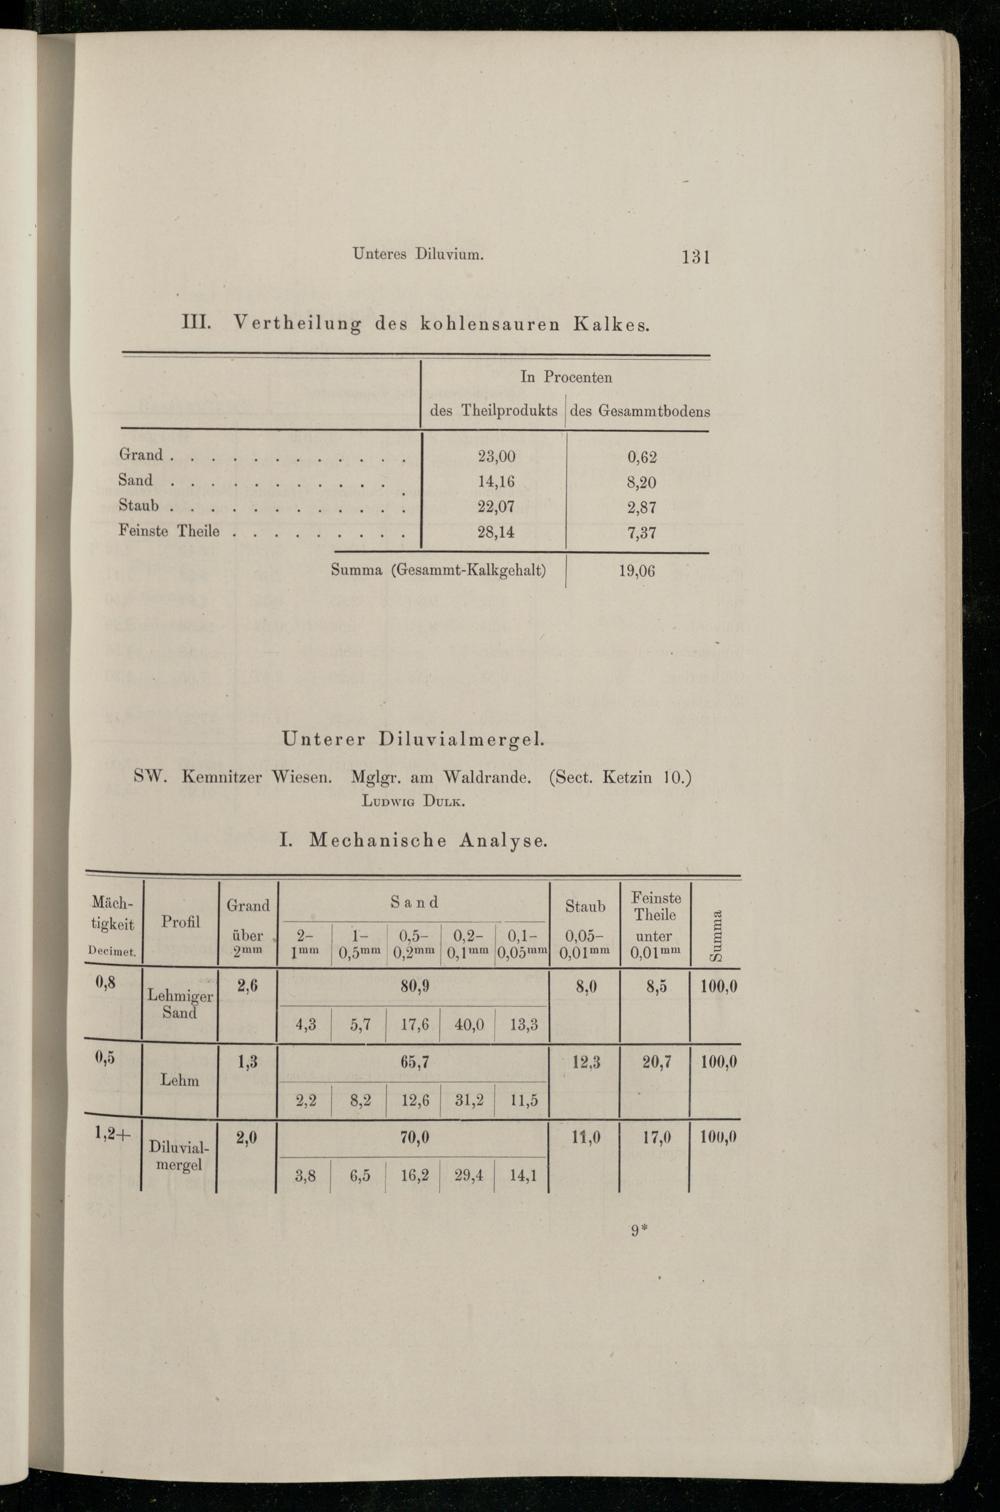 Unteres Diluvium. 131
III. Vertheilung des kohlensauren Kalkes.
In Procenten
des Theilprodukts des Gesammtbodens
Grand . . . . . . . . . . . . 23,00 0,62
Sand . . . . . . . . . . . 14,16 8,20
Staub . . . . . . . . . . . . 22,07 2,87
Feinste Theile . . . . . . . . . 28,14 7,37
Summa (Gesammt-Kalkgehalt) 19,06
Unterer Diluvialmergel.
SW. Kemnitzer Wiesen. Mglgr. am Waldrande. (Sect. Ketzin 10.)
Ludwig Dulk.
I. Mechanische Analyse.
Mäch-
tigkeit
Decimet.
Profil
Grand
über
2mm
Sand
2- 1- 0,5- 0,2- 0,1-
1mm 0,5mm 0,2mm 0,1mm 0,05mm
Staub
0,05-
0,01mm
Feinste
Theile
unter
0,01mm
Summa
0,8 Lehmiger 2,6 80,9 8,0 8,5 100,0
Sand
4,3 5,7 17,6 40,0 13,3
0,5 1,3 65,7 12,3 20,7 100,0
Lehm
2,2 8,2 12,6 31,2 11,5
1,2+ Diluvial- 2,0 70,0 11,0 17,0 100,0
mergel
3,8 6,5 16,2 29,4 14,1
9*